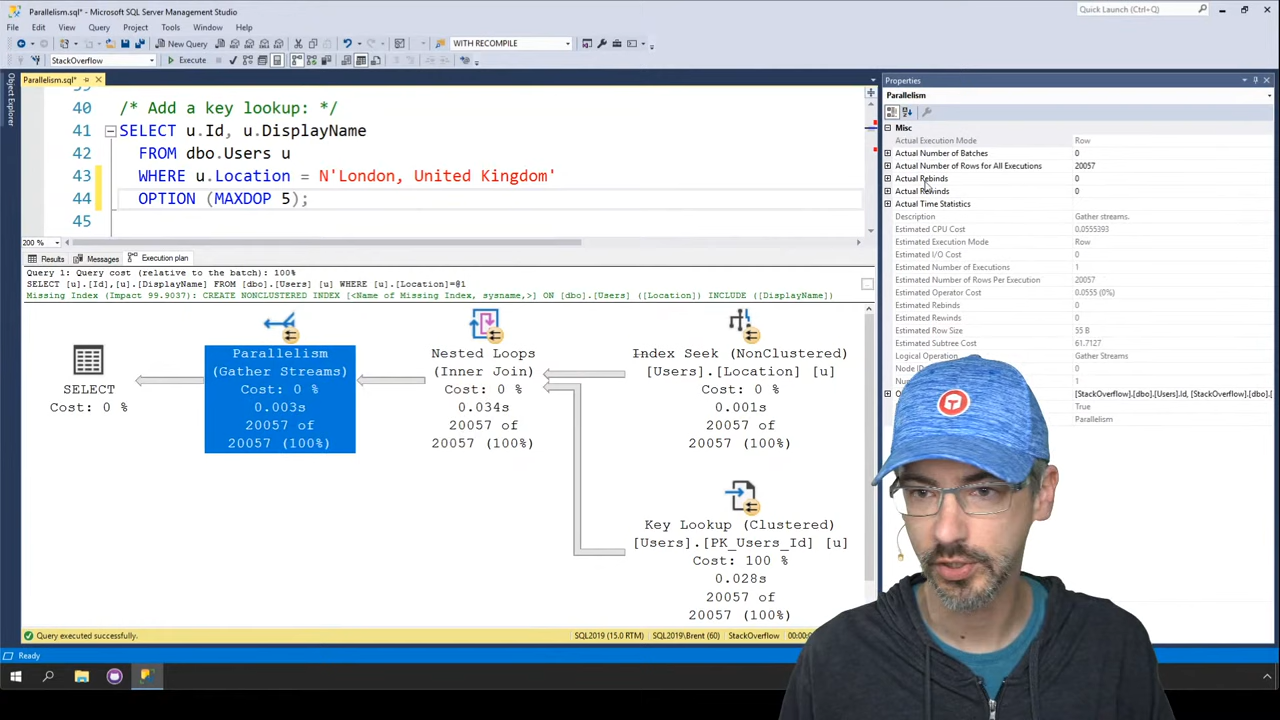 Parallelism.sql* - Microsoft SQL Server Management Studio
Quick Launch (Ctrl+Q)
File Edit View Query Project Tools Window Help
New Query
WITH RECOMPILE
StackOverflow
Execute
Object Explorer
Parallelism.sql*
40 /* Add a key lookup: */
41 SELECT u.Id, u.DisplayName
42 FROM dbo.Users u
43 WHERE u.Location = N'London, United Kingdom'
44 OPTION (MAXDOP 5);
45
200 %
Results Messages Execution plan
Query 1: Query cost (relative to the batch): 100%
SELECT [u].[Id],[u].[DisplayName] FROM [dbo].[Users] [u] WHERE [u].[Location]=@1
Missing Index (Impact 99.9037): CREATE NONCLUSTERED INDEX [<Name of Missing Index, sysname,>] ON [dbo].[Users] ([Location]) INCLUDE ([DisplayName])
SELECT
Cost: 0 %
Parallelism
(Gather Streams)
Cost: 0 %
0.003s
20057 of
20057 (100%)
Nested Loops
(Inner Join)
Cost: 0 %
0.034s
20057 of
20057 (100%)
Index Seek (NonClustered)
[Users].[Location] [u]
Cost: 0 %
0.001s
20057 of
20057 (100%)
Key Lookup (Clustered)
[Users].[PK_Users_Id] [u]
Cost: 100 %
0.028s
20057 of
20057 (100%)
Query executed successfully.
SQL2019 (15.0 RTM) SQL2019\Brent (60) StackOverflow
Ready
Properties
Parallelism
Misc
Actual Execution Mode Row
Actual Number of Batches 0
Actual Number of Rows for All Executions 20057
Actual Rebinds 0
Actual Rewinds 0
Actual Time Statistics
Description Gather streams.
Estimated CPU Cost 0.0555393
Estimated Execution Mode Row
Estimated I/O Cost 0
Estimated Number of Executions 1
Estimated Number of Rows Per Execution 20057
Estimated Operator Cost 0.0555 (0%)
Estimated Rebinds 0
Estimated Rewinds 0
Estimated Row Size 55 B
Estimated Subtree Cost 61.7127
Logical Operation Gather Streams
Node ID 0
1
[StackOverflow].[dbo].[Users].Id, [StackOverflow].[dbo].[
True
Parallelism